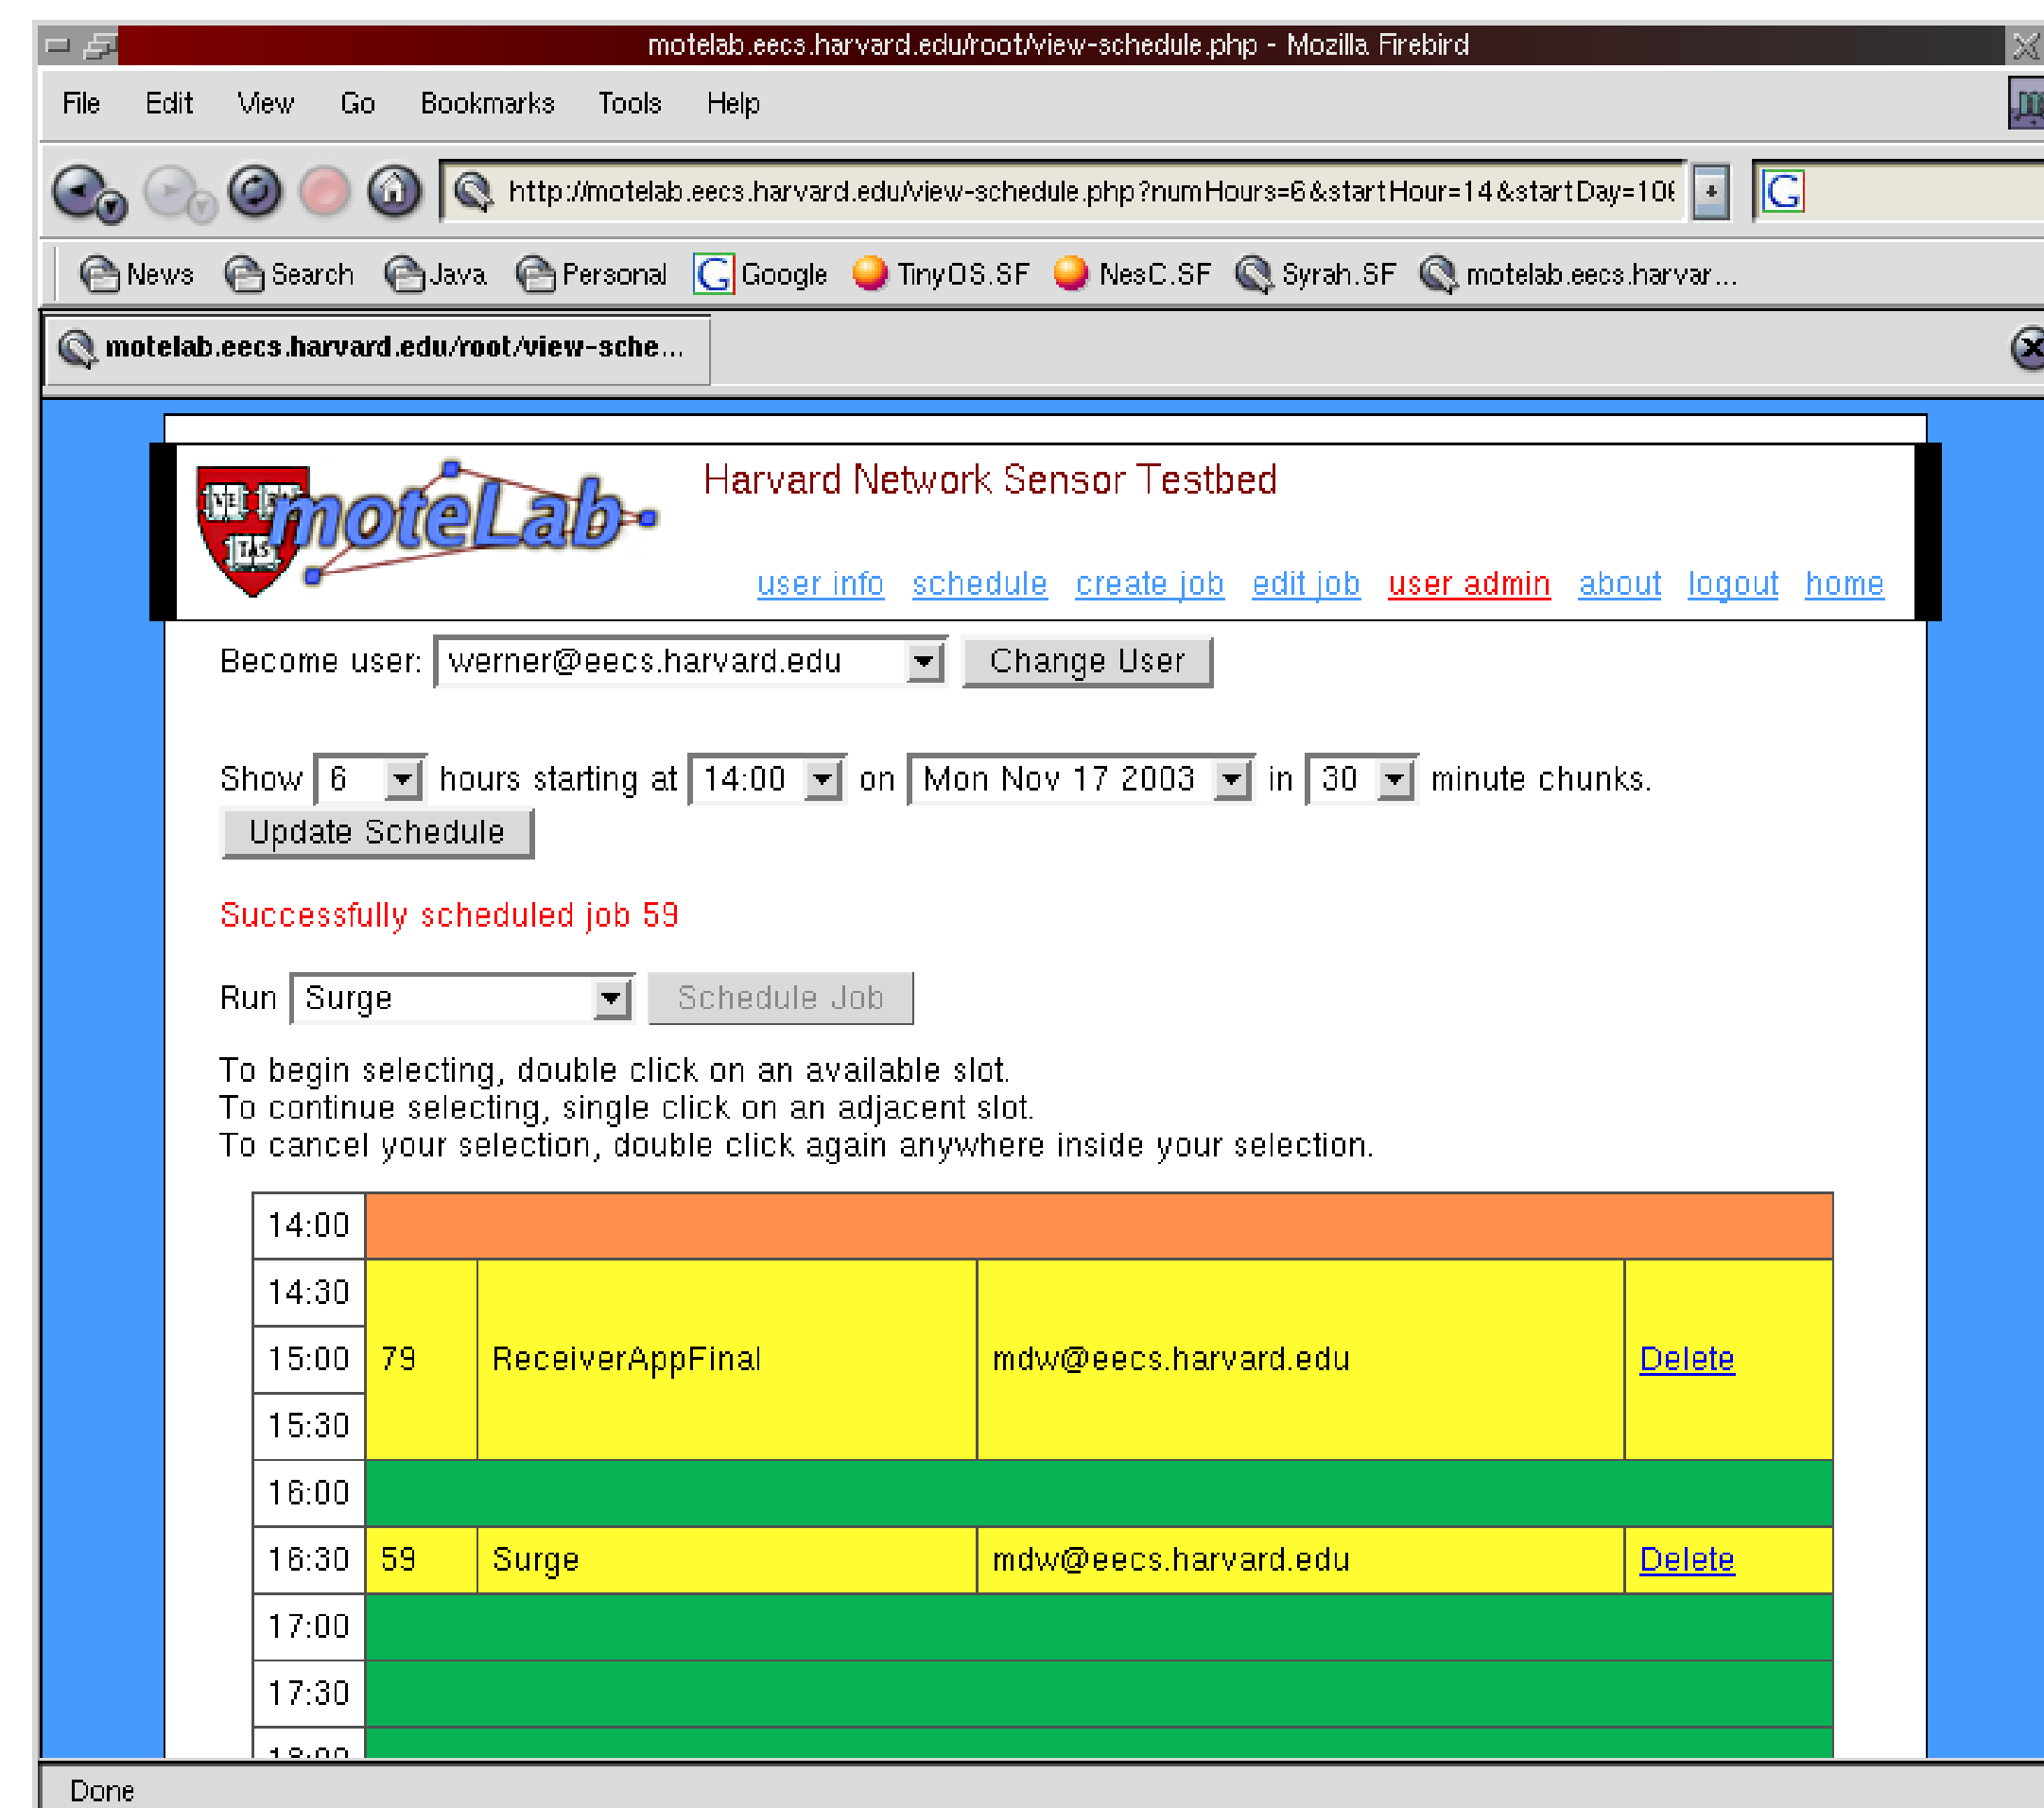 motelab.eecs.harvard.edu/root/view-schedule.php - Mozilla Firebird
File Edit View Go Bookmarks Tools Help
http://motelab.eecs.harvard.edu/view-schedule.php?numHours=6&startHour=14&startDay=106
News Search Java Personal Google TinyOS.SF NesC.SF Syrah.SF motelab.eecs.harvar...
motelab.eecs.harvard.edu/root/view-sche...
VE RI TAS
moteLab
Harvard Network Sensor Testbed
user info schedule create job edit job user admin about logout home
Become user: werner@eecs.harvard.edu Change User
Show 6 hours starting at 14:00 on Mon Nov 17 2003 in 30 minute chunks.
Update Schedule
Successfully scheduled job 59
Run Surge Schedule Job
To begin selecting, double click on an available slot.
To continue selecting, single click on an adjacent slot.
To cancel your selection, double click again anywhere inside your selection.
14:00
14:30
15:00 79 ReceiverAppFinal mdw@eecs.harvard.edu Delete
15:30
16:00
16:30 59 Surge mdw@eecs.harvard.edu Delete
17:00
17:30
18:00
Done